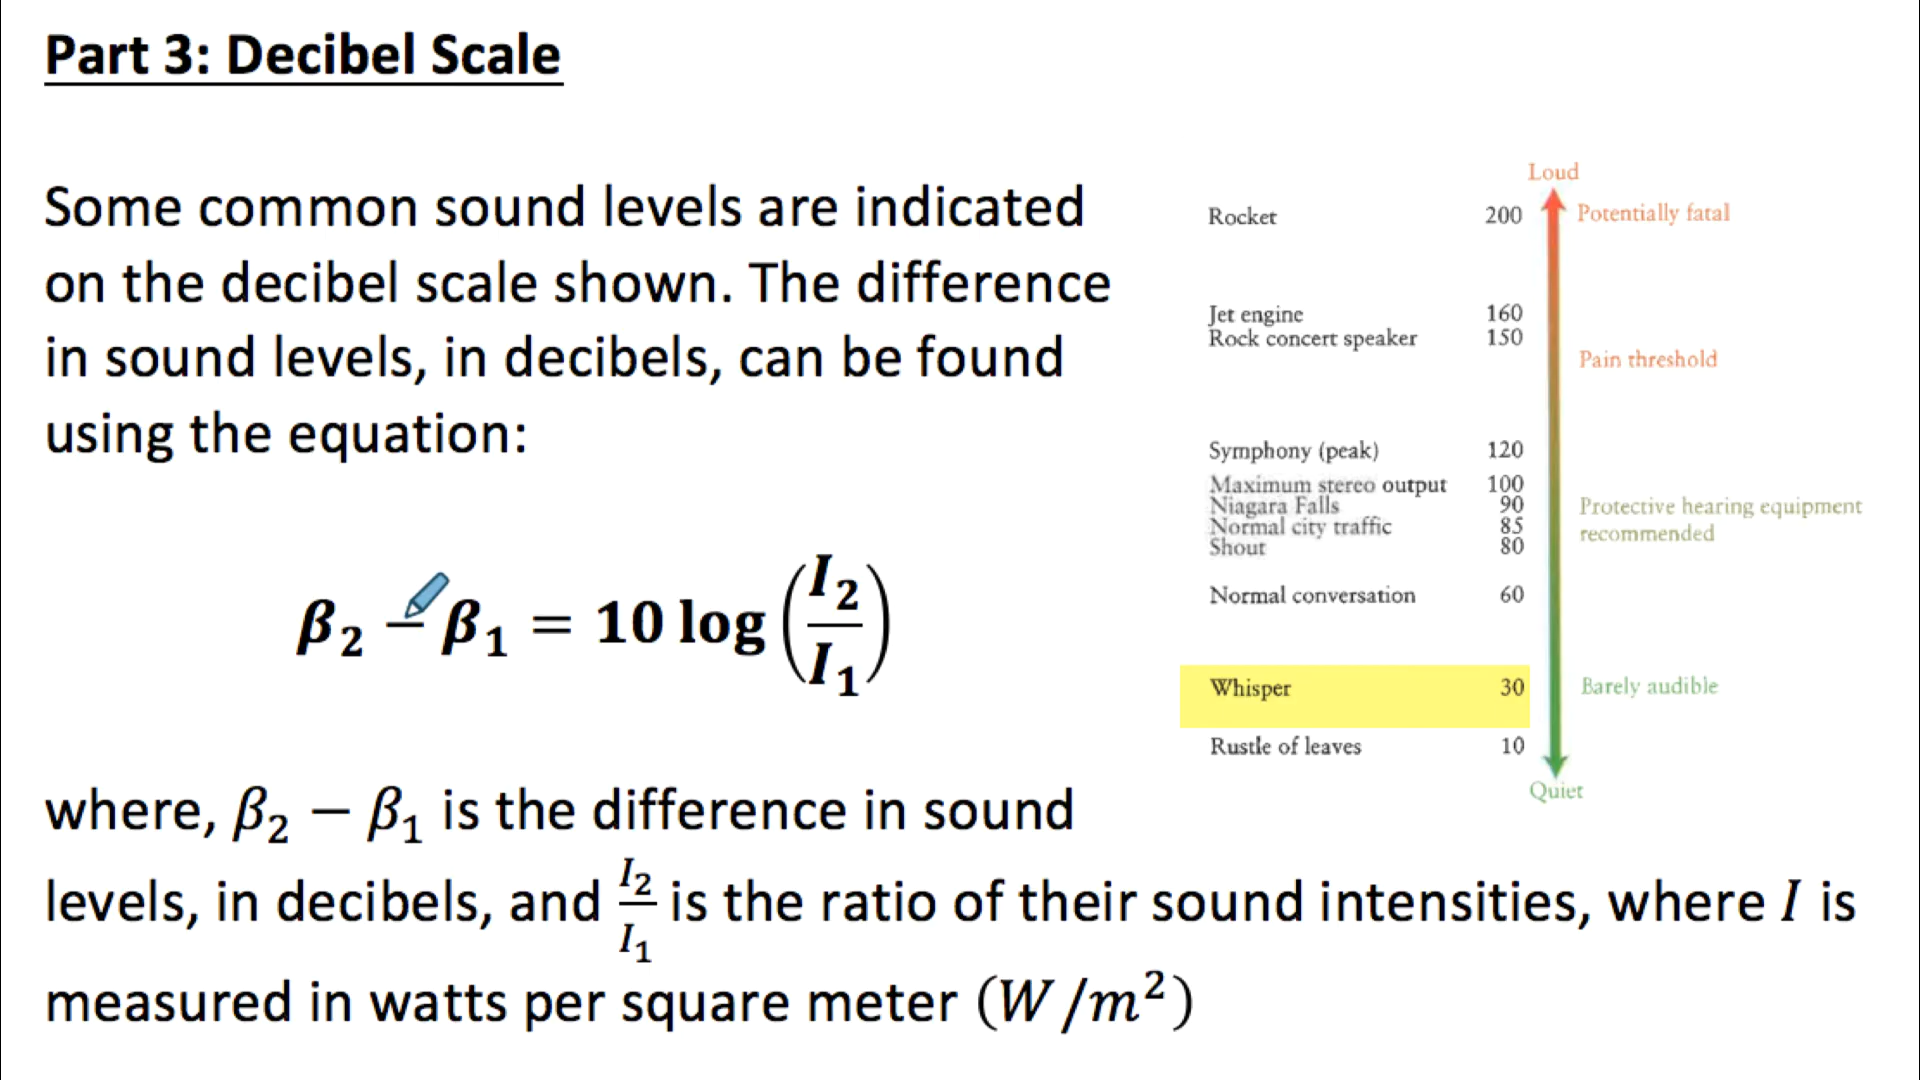 Part 3: Decibel Scale
Some common sound levels are indicated
on the decibel scale shown. The difference
in sound levels, in decibels, can be found
using the equation:
β₂ − β₁ = 10 log (I₂/I₁)
where, β₂ − β₁ is the difference in sound
levels, in decibels, and I₂/I₁ is the ratio of their sound intensities, where I is
measured in watts per square meter (W/m²)
Loud
Rocket 200 Potentially fatal
Jet engine 160
Rock concert speaker 150
Pain threshold
Symphony (peak) 120
Maximum stereo output 100
Niagara Falls 90
Normal city traffic 85
Shout 80
Protective hearing equipment
recommended
Normal conversation 60
Whisper 30 Barely audible
Rustle of leaves 10
Quiet